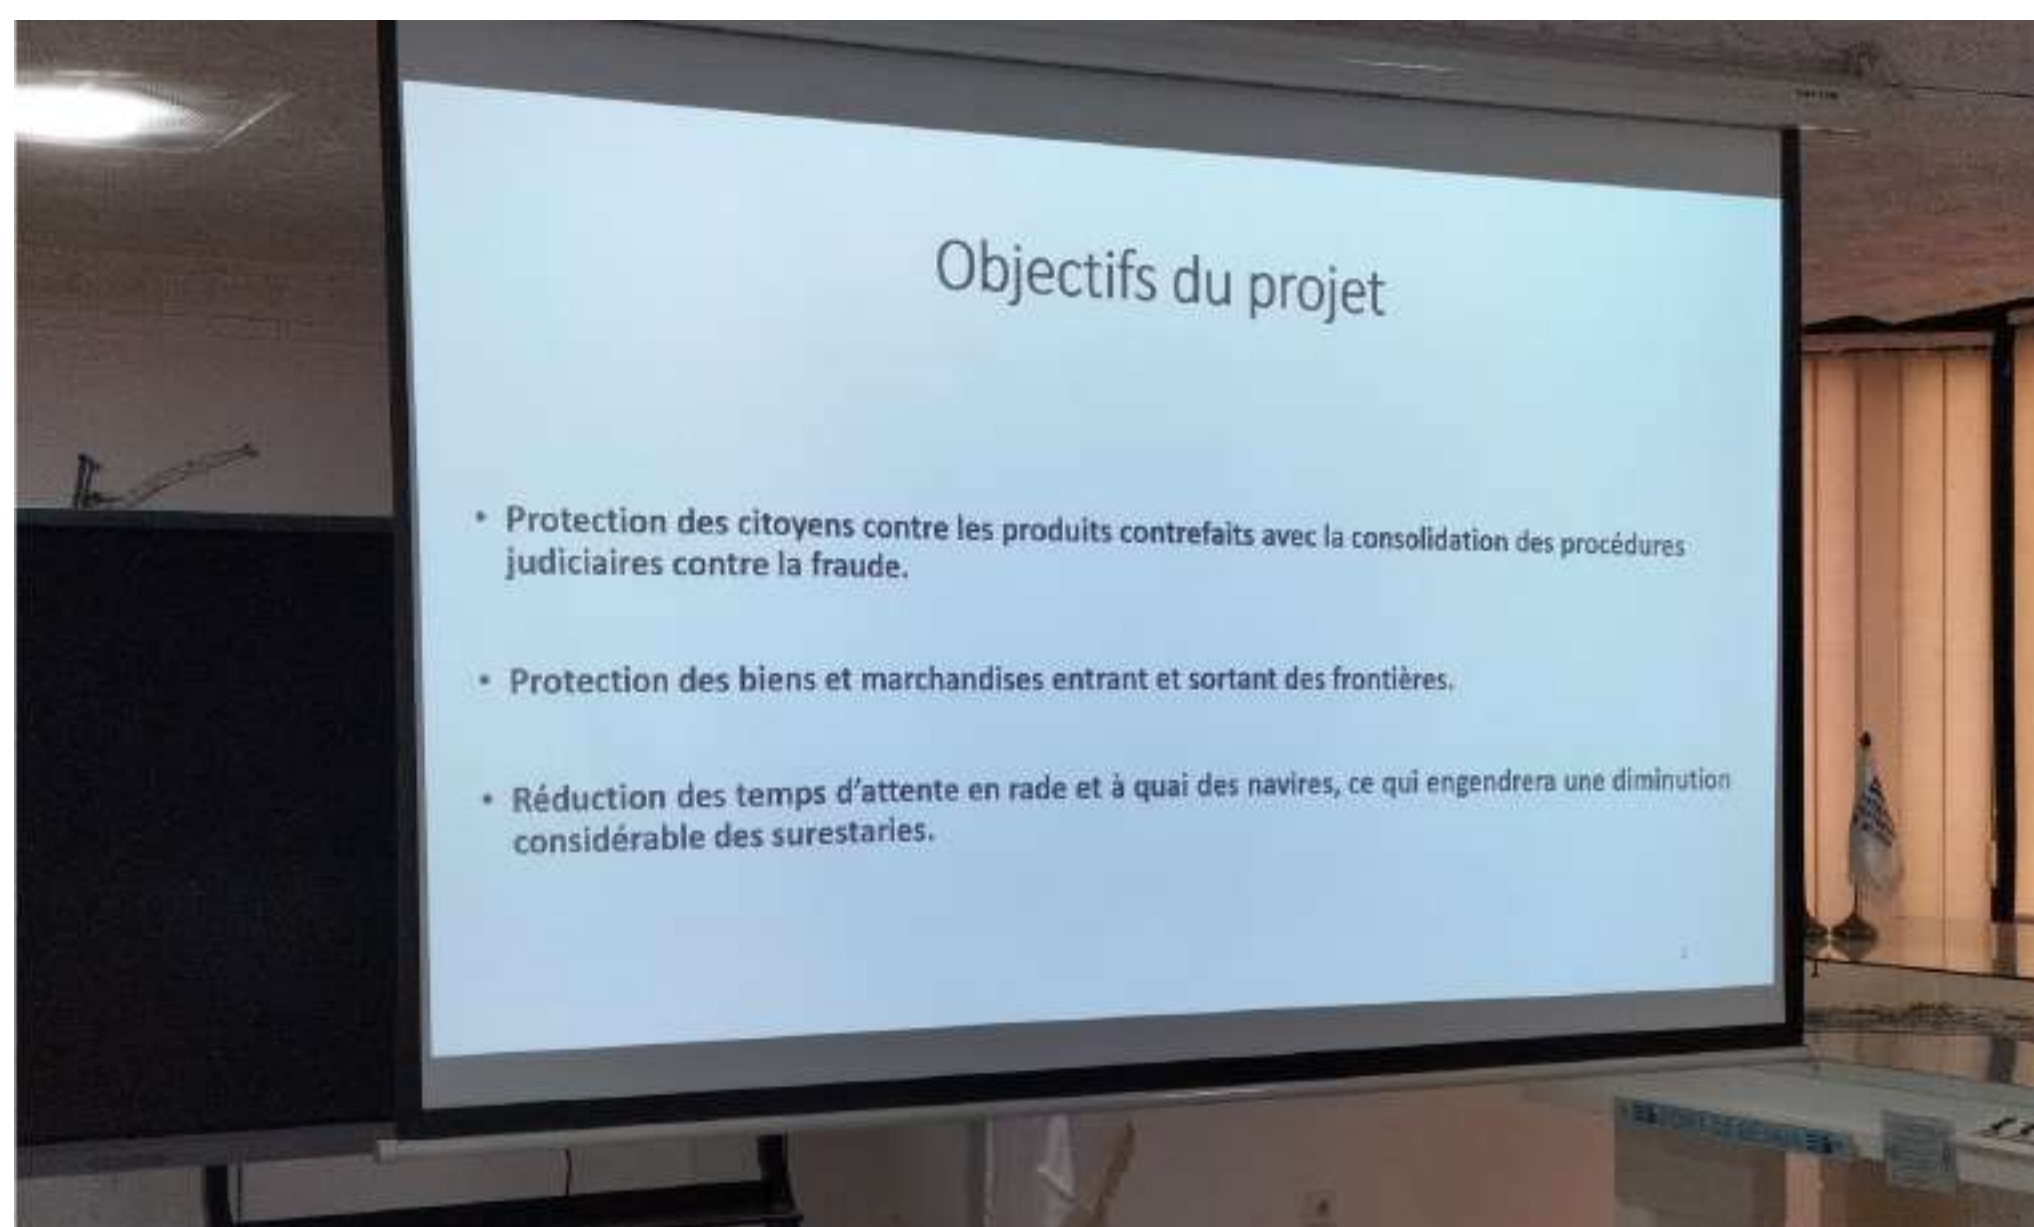 Objectifs du projet
• Protection des citoyens contre les produits contrefaits avec la consolidation des procédures
judiciaires contre la fraude.
• Protection des biens et marchandises entrant et sortant des frontières.
• Réduction des temps d'attente en rade et à quai des navires, ce qui engendrera une diminution
considérable des surestaries.